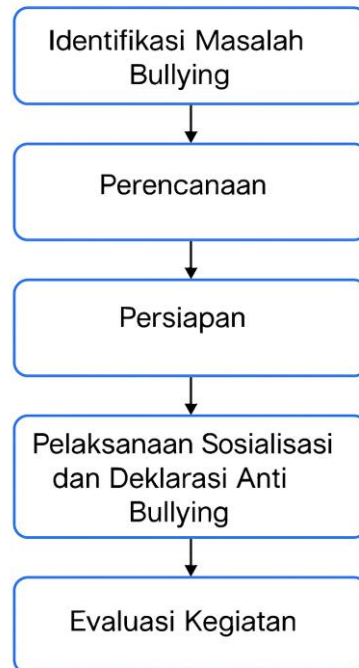 Identifikasi Masalah
Bullying
Perencanaan
Persiapan
Pelaksanaan Sosialisasi
dan Deklarasi Anti
Bullying
Evaluasi Kegiatan